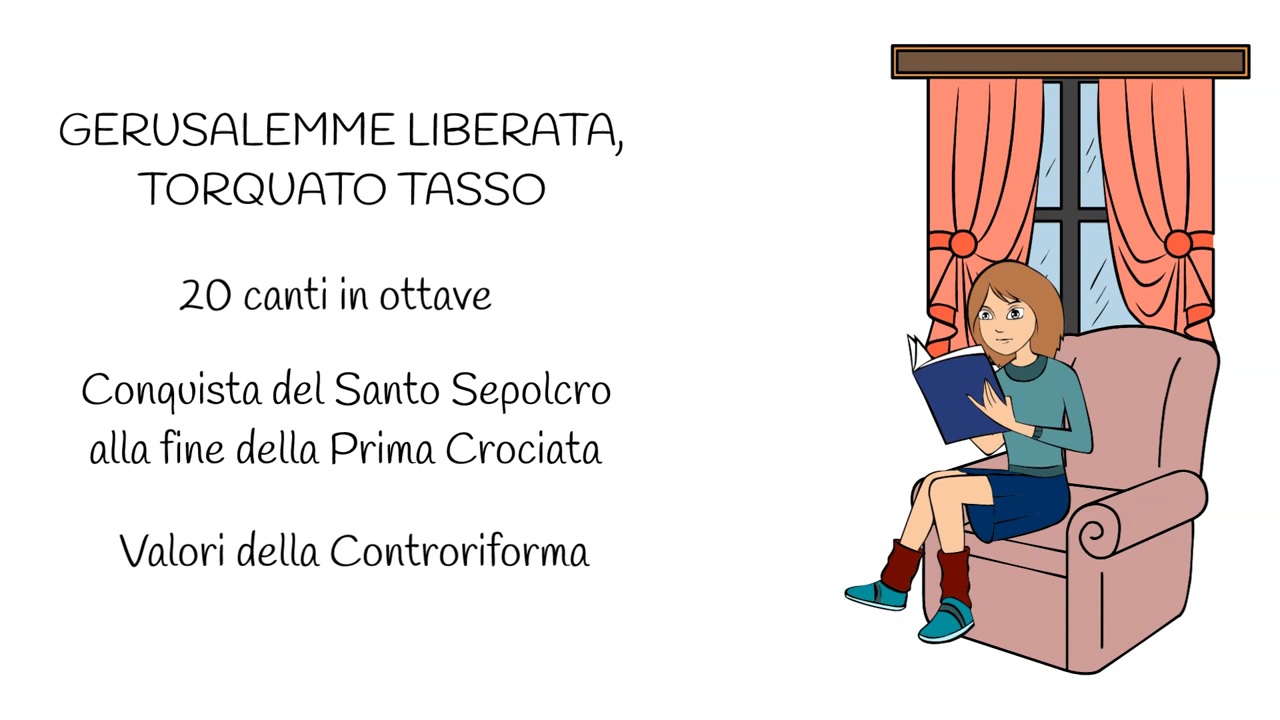 GERUSALEMME LIBERATA,
TORQUATO TASSO
20 canti in ottave
Conquista del Santo Sepolcro
alla fine della Prima Crociata
Valori della Controriforma